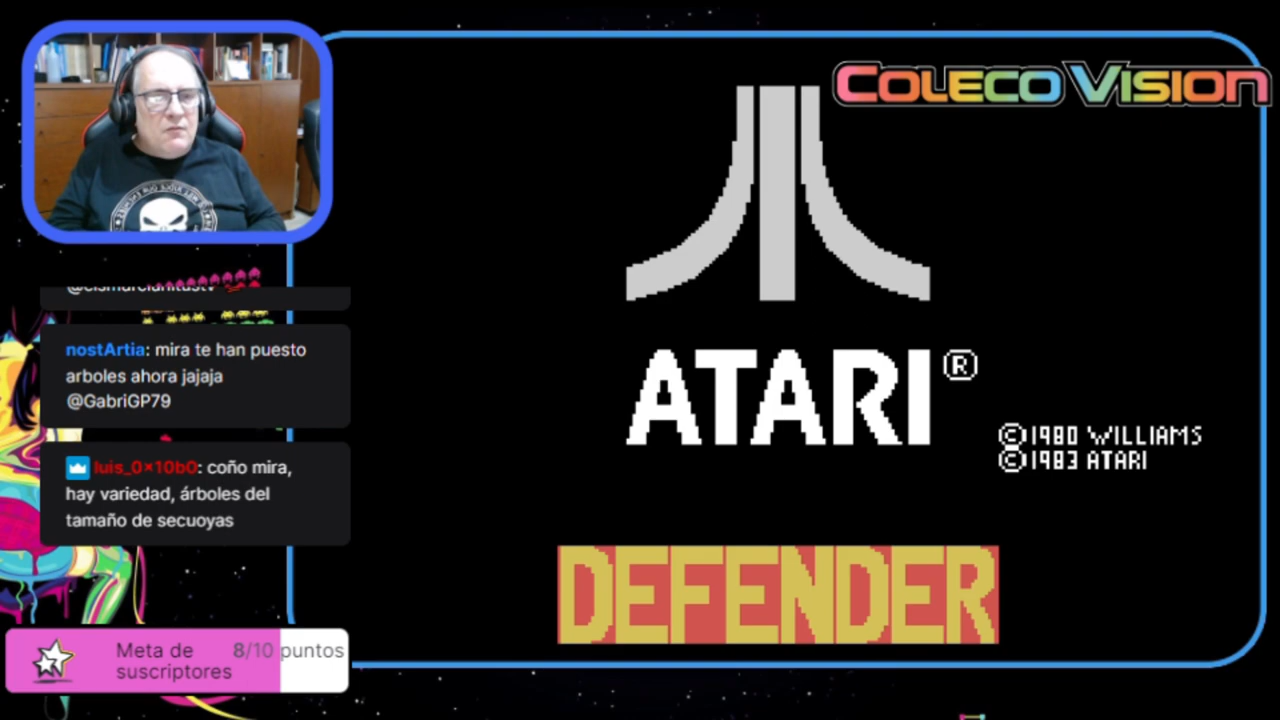 COLECOVISION
ATARI®
©1980 WILLIAMS
©1983 ATARI
DEFENDER
nostArtia: mira te han puesto
arboles ahora jajaja
@GabriGP79
luis_0x10b0: coño mira,
hay variedad, árboles del
tamaño de secuoyas
Meta de
suscriptores
8/10 puntos